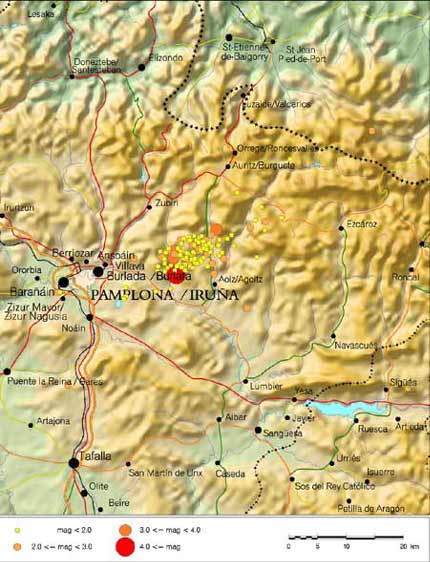 Lesaka
St-Etienne-
de-Baigorry
St-Jean
Pied-de-Port
Elizondo
Doneztebe/
Santesteban
Luzaide/Valcarlos
Orrega/Roncesvalles
Auritz/Burguete
Zubiri
Irurtzun
Ezcároz
Berriozar
Ansoáin
Villava
Ororbia
Burlada /Burlata
Barañáin
PAMPLONA /IRUÑA
Aoiz/Agoitz
Roncal
Zizur Mayor/
Zizur Nagusia
Noáin
Navascués
Puente la Reina / Gares
Lumbier
Yesa
Sigüés
Artajona
Aibar
Javier
Sangüesa
Ruesca
Artieda
Tafalla
San Martín de Unx
Caseda
Urriés
Isuerre
Olite
Sos del Rey Católico
Beire
Petilla de Aragón
mag < 2.0
3.0 <= mag < 4.0
2.0 <= mag < 3.0
4.0 <= mag
0 5 10 20 km